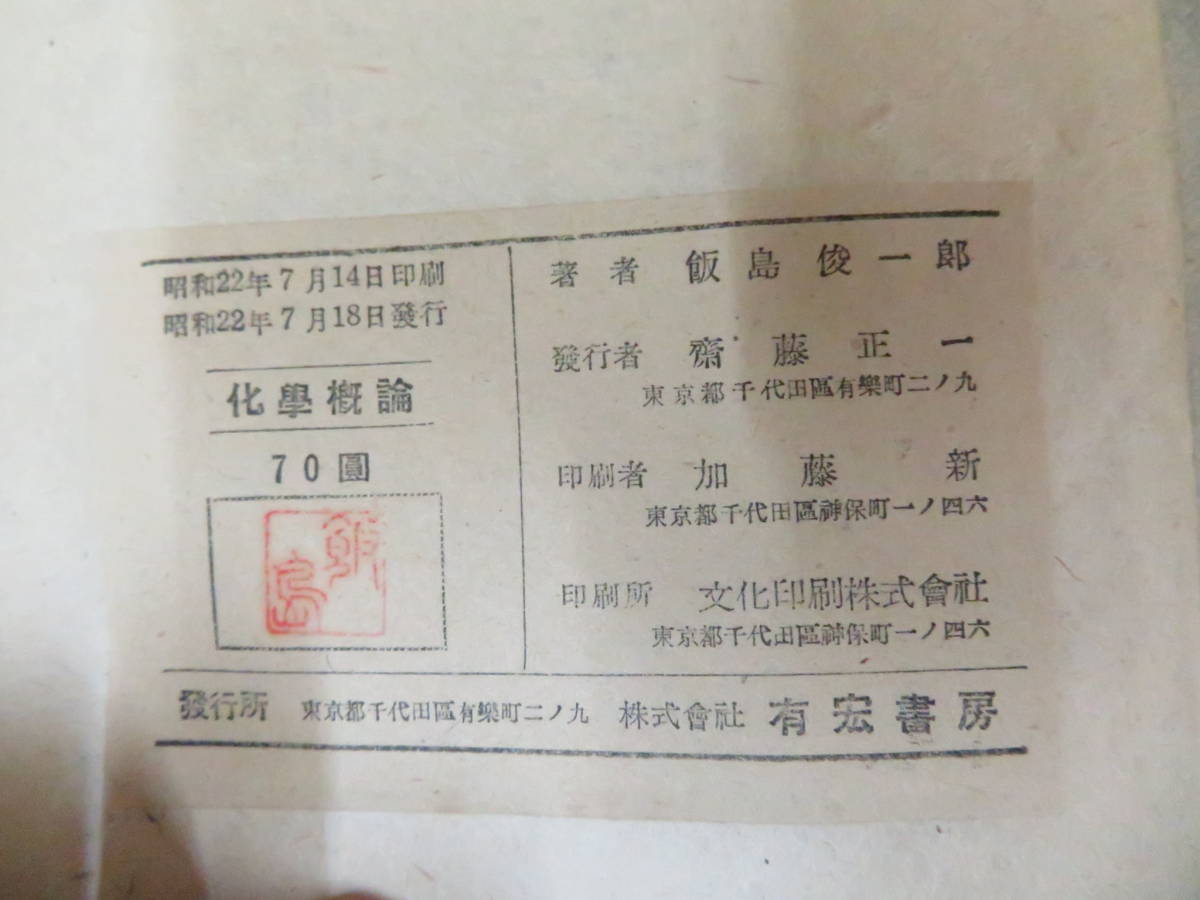 昭和22年7月14日印刷
昭和22年7月18日發行
化學概論
70圓
飯島
著者 飯島俊一郎
發行者 齋藤正一
東京都千代田區有樂町二ノ九
印刷者 加藤新
東京都千代田區神保町一ノ四六
印刷所 文化印刷株式會社
東京都千代田區神保町一ノ四六
發行所 東京都千代田區有樂町二ノ九 株式會社 有宏書房